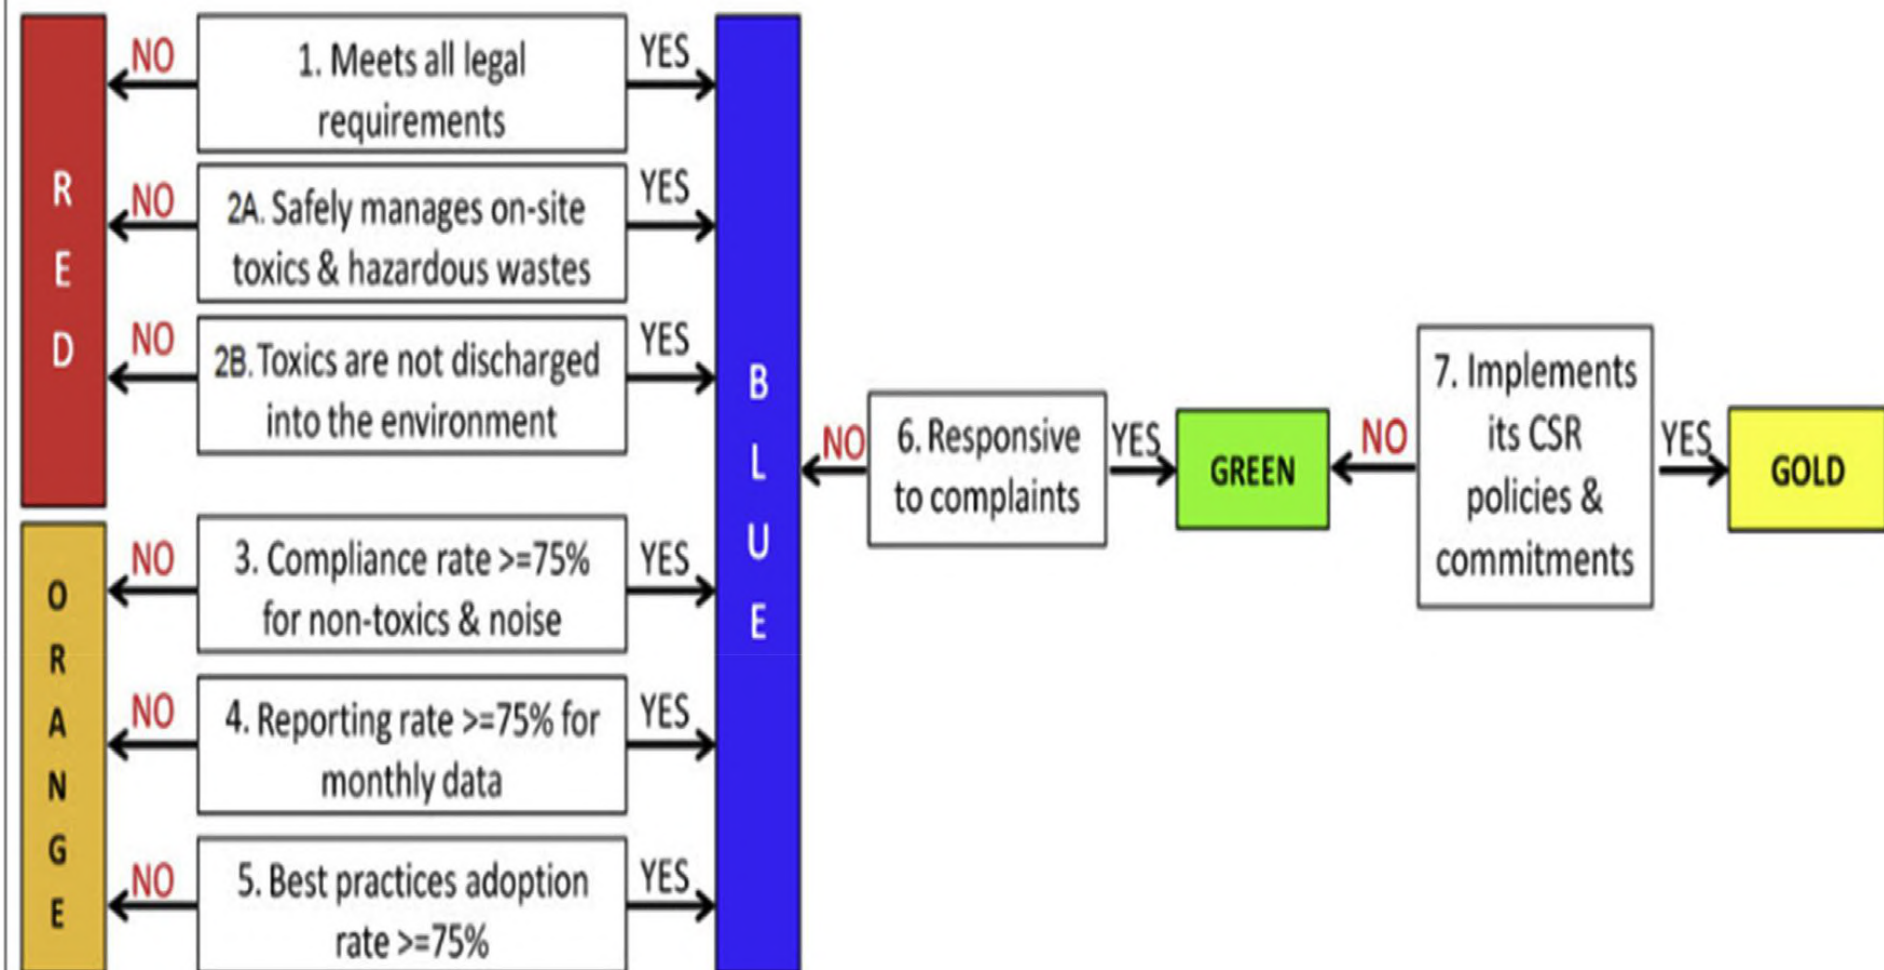 RED
NO
1. Meets all legal
requirements
YES
NO
2A. Safely manages on-site
toxics & hazardous wastes
YES
NO
2B. Toxics are not discharged
into the environment
YES
ORANGE
NO
3. Compliance rate >=75%
for non-toxics & noise
YES
NO
4. Reporting rate >=75% for
monthly data
YES
NO
5. Best practices adoption
rate >=75%
YES
BLUE
NO
6. Responsive
to complaints
YES
GREEN
NO
7. Implements
its CSR
policies &
commitments
YES
GOLD